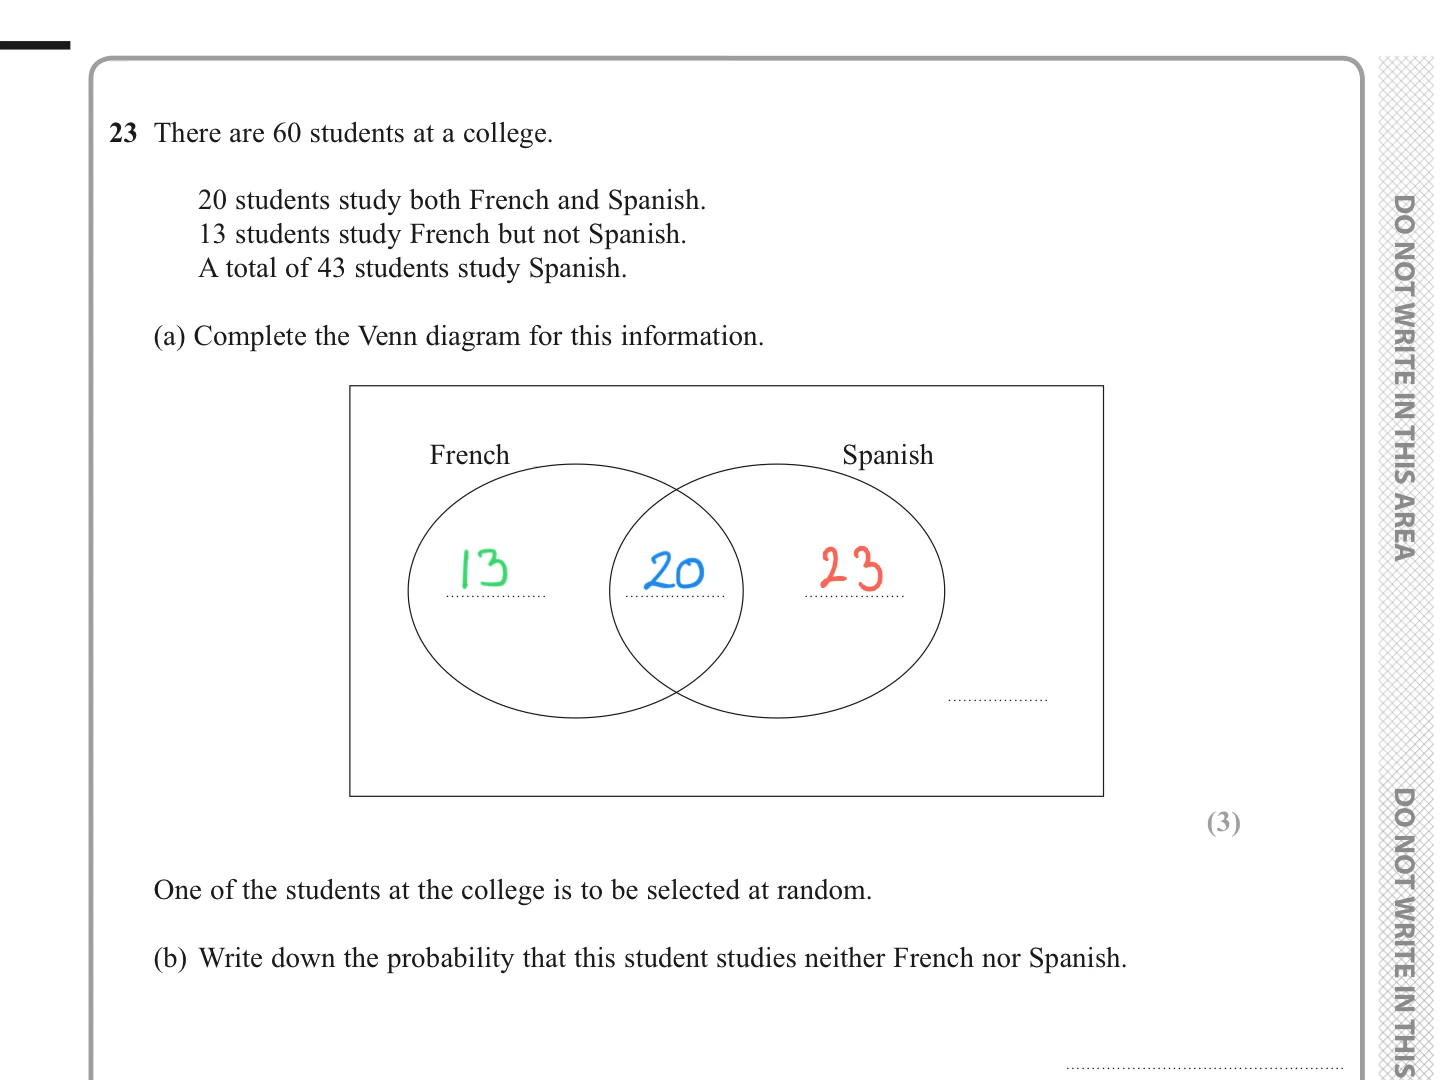 23 There are 60 students at a college.
20 students study both French and Spanish.
13 students study French but not Spanish.
A total of 43 students study Spanish.
(a) Complete the Venn diagram for this information.
French Spanish
13 20 23
(3)
One of the students at the college is to be selected at random.
(b) Write down the probability that this student studies neither French nor Spanish.
DO NOT WRITE IN THIS AREA
DO NOT WRITE IN THIS